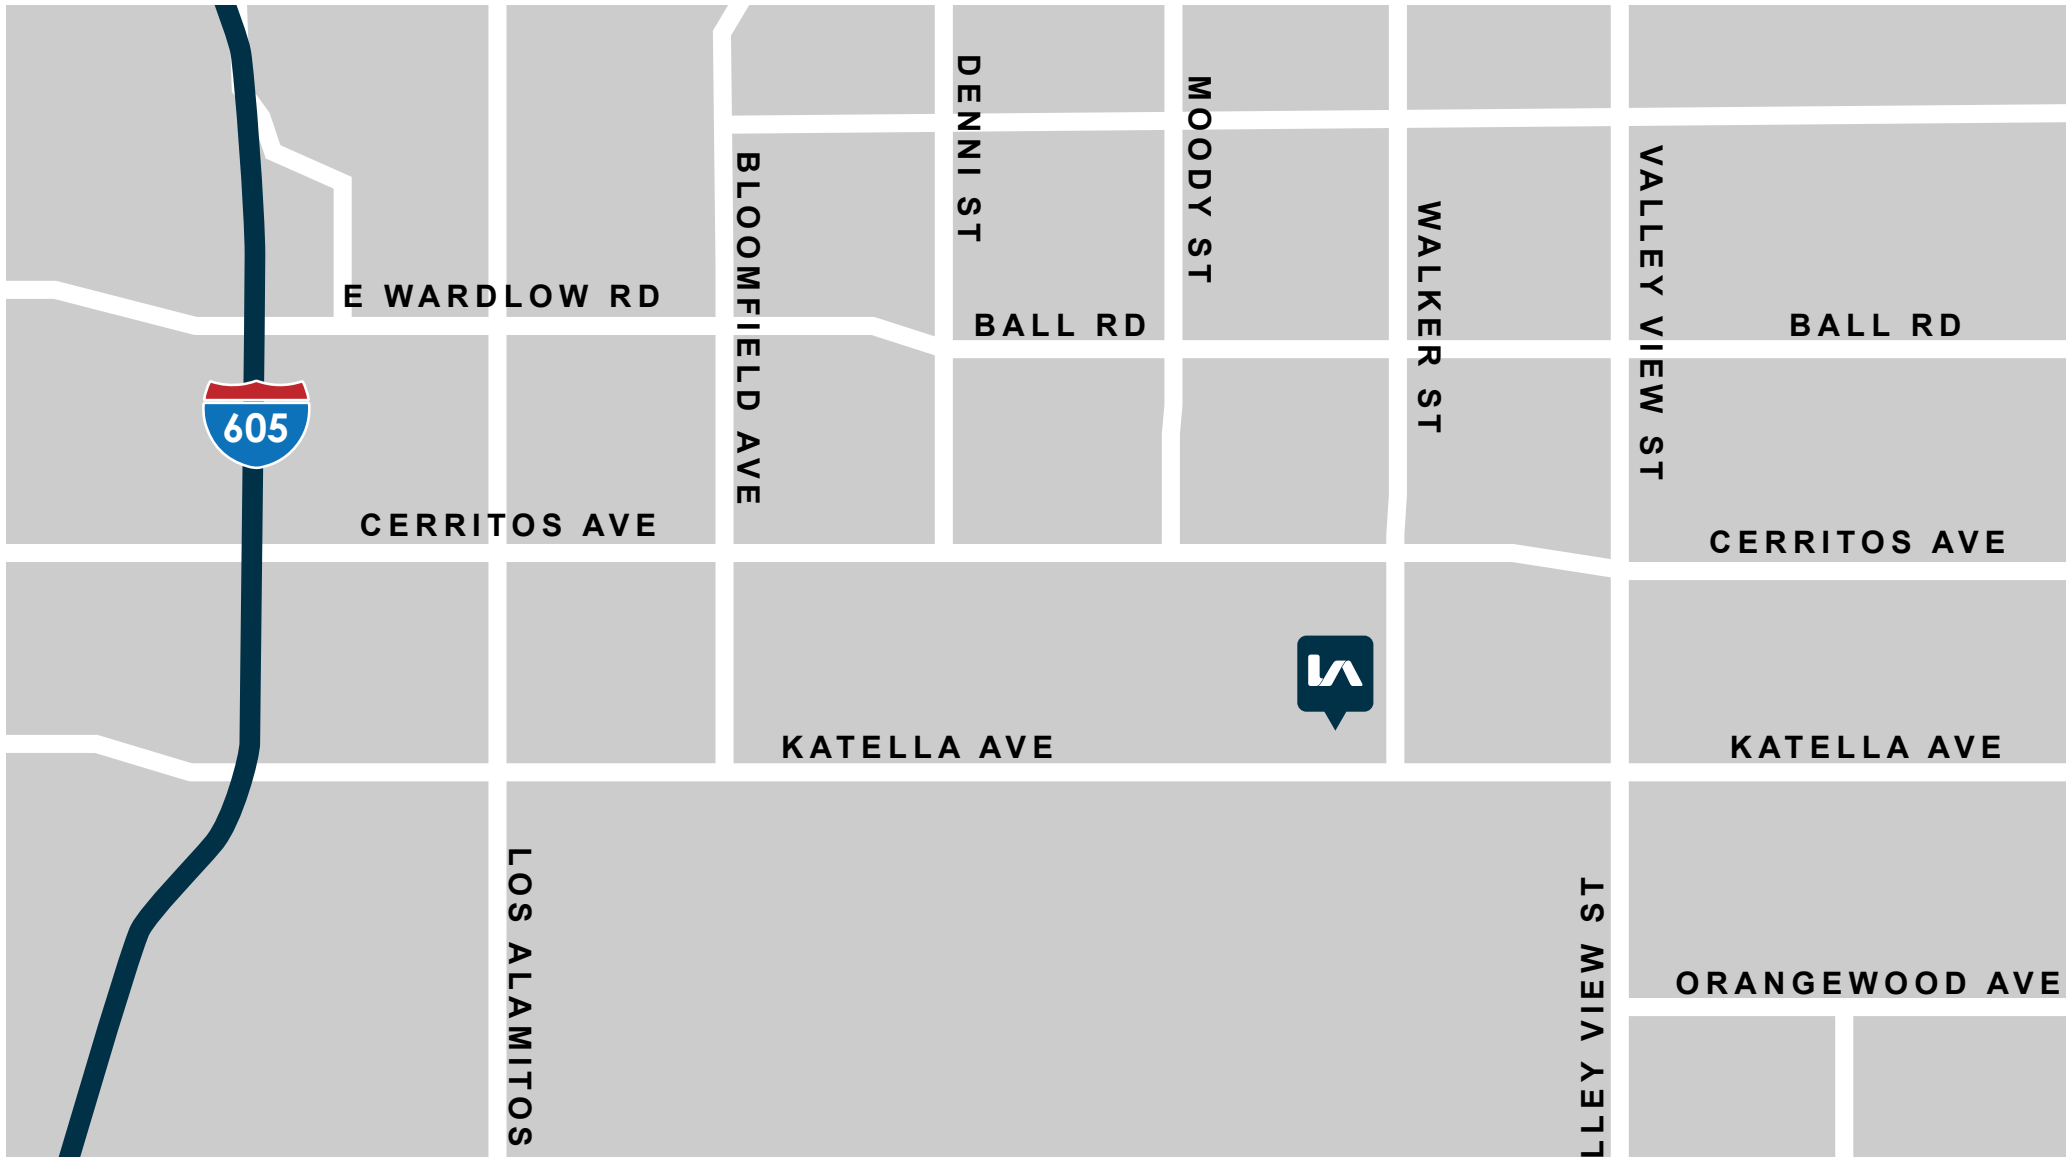 DENNI ST
MOODY ST
BLOOMFIELD AVE
VALLEY VIEW ST
WALKER ST
E WARDLOW RD
BALL RD
BALL RD
605
CERRITOS AVE
CERRITOS AVE
LA
KATELLA AVE
KATELLA AVE
LOS ALAMITOS
LLEY VIEW ST
ORANGEWOOD AVE